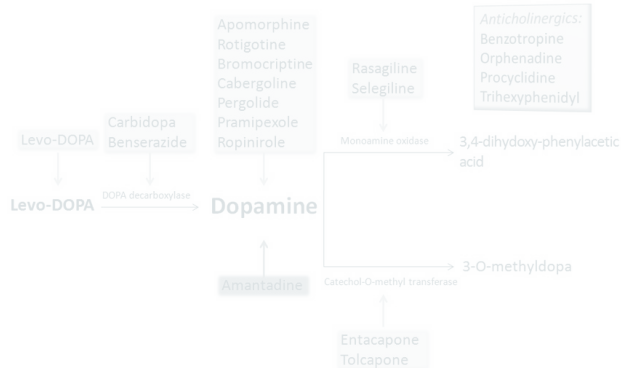 Apomorphine
Rotigotine
Bromocriptine
Cabergoline
Pergolide
Pramipexole
Ropinirole
Rasagiline
Selegiline
Anticholinergics:
Benzotropine
Orphenadine
Procyclidine
Trihexyphenidyl
Levo-DOPA
Carbidopa
Benserazide
Monoamine oxidase
3,4-dihydoxy-phenylacetic
acid
Levo-DOPA
DOPA decarboxylase
Dopamine
3-O-methyldopa
Amantadine
Catechol-O-methyl transferase
Entacapone
Tolcapone